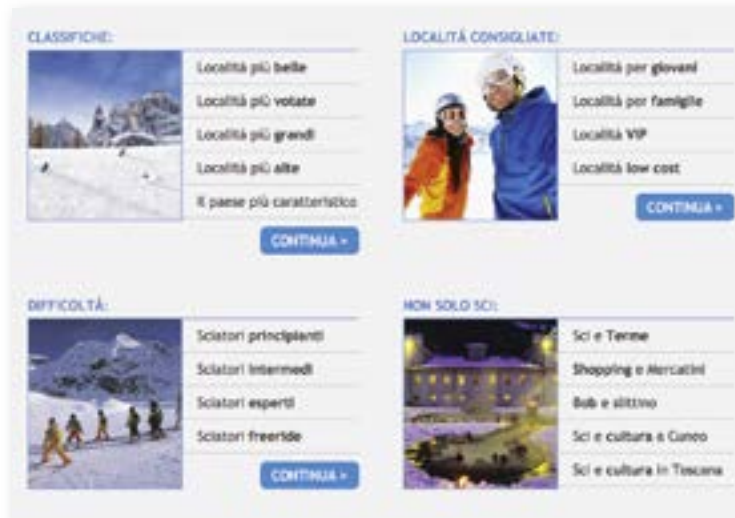 CLASSIFICHE:
Località più belle
Località più votate
Località più grandi
Località più alte
Il paese più caratteristico
CONTINUA »
LOCALITÀ CONSIGLIATE:
Località per giovani
Località per famiglie
Località VIP
Località low cost
CONTINUA »
DIFFICOLTÀ:
Sciatori principianti
Sciatori intermedi
Sciatori esperti
Sciatori freeride
CONTINUA »
NON SOLO SCI:
Sci e Terme
Shopping e Mercatini
Bob e slittino
Sci e cultura a Cuneo
Sci e cultura in Toscana